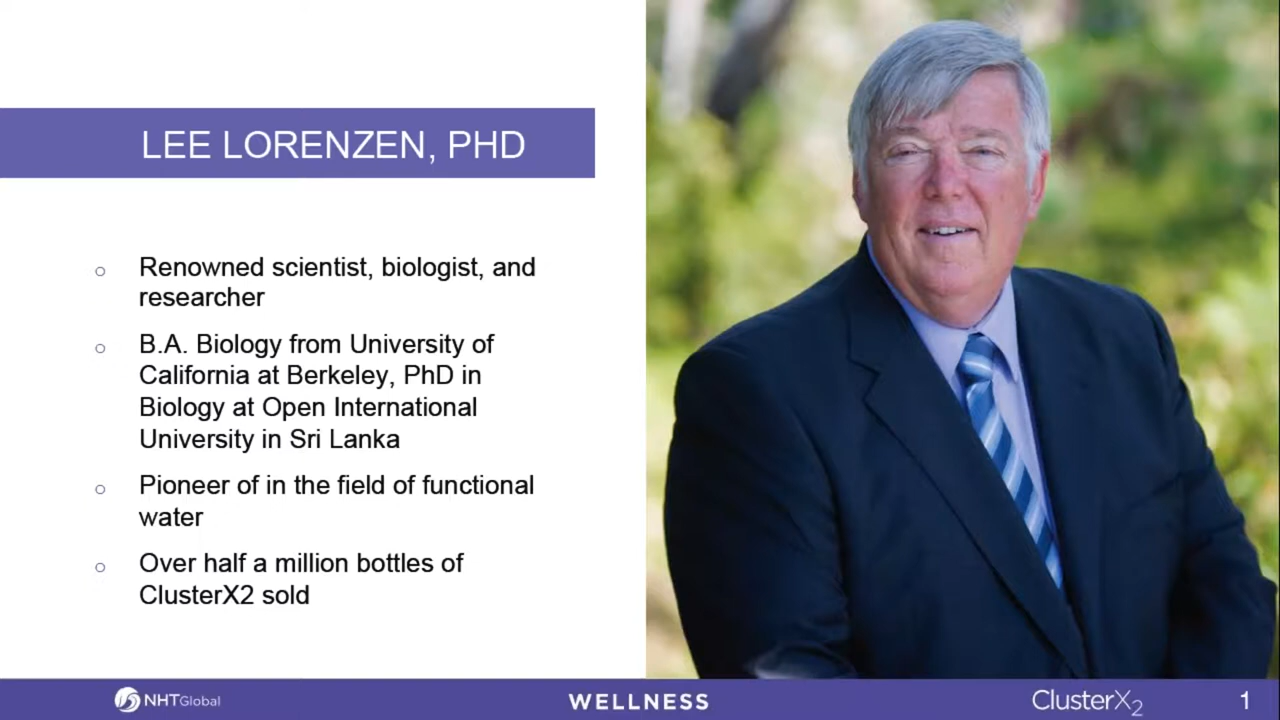 LEE LORENZEN, PHD
Renowned scientist, biologist, and
researcher
B.A. Biology from University of
California at Berkeley, PhD in
Biology at Open International
University in Sri Lanka
Pioneer of in the field of functional
water
Over half a million bottles of
ClusterX2 sold
NHTGlobal
WELLNESS
ClusterX2
1